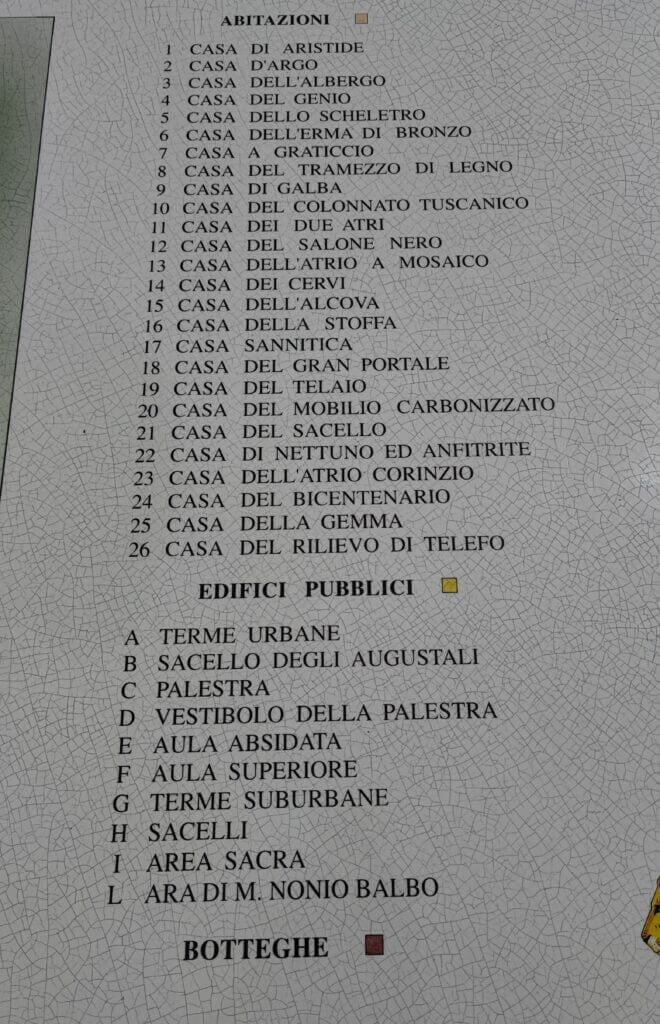 ABITAZIONI
1 CASA DI ARISTIDE
2 CASA D'ARGO
3 CASA DELL'ALBERGO
4 CASA DEL GENIO
5 CASA DELLO SCHELETRO
6 CASA DELL'ERMA DI BRONZO
7 CASA A GRATICCIO
8 CASA DEL TRAMEZZO DI LEGNO
9 CASA DI GALBA
10 CASA DEL COLONNATO TUSCANICO
11 CASA DEI DUE ATRI
12 CASA DEL SALONE NERO
13 CASA DELL'ATRIO A MOSAICO
14 CASA DEI CERVI
15 CASA DELL'ALCOVA
16 CASA DELLA STOFFA
17 CASA SANNITICA
18 CASA DEL GRAN PORTALE
19 CASA DEL TELAIO
20 CASA DEL MOBILIO CARBONIZZATO
21 CASA DEL SACELLO
22 CASA DI NETTUNO ED ANFITRITE
23 CASA DELL'ATRIO CORINZIO
24 CASA DEL BICENTENARIO
25 CASA DELLA GEMMA
26 CASA DEL RILIEVO DI TELEFO
EDIFICI PUBBLICI
A TERME URBANE
B SACELLO DEGLI AUGUSTALI
C PALESTRA
D VESTIBOLO DELLA PALESTRA
E AULA ABSIDATA
F AULA SUPERIORE
G TERME SUBURBANE
H SACELLI
I AREA SACRA
L ARA DI M. NONIO BALBO
BOTTEGHE